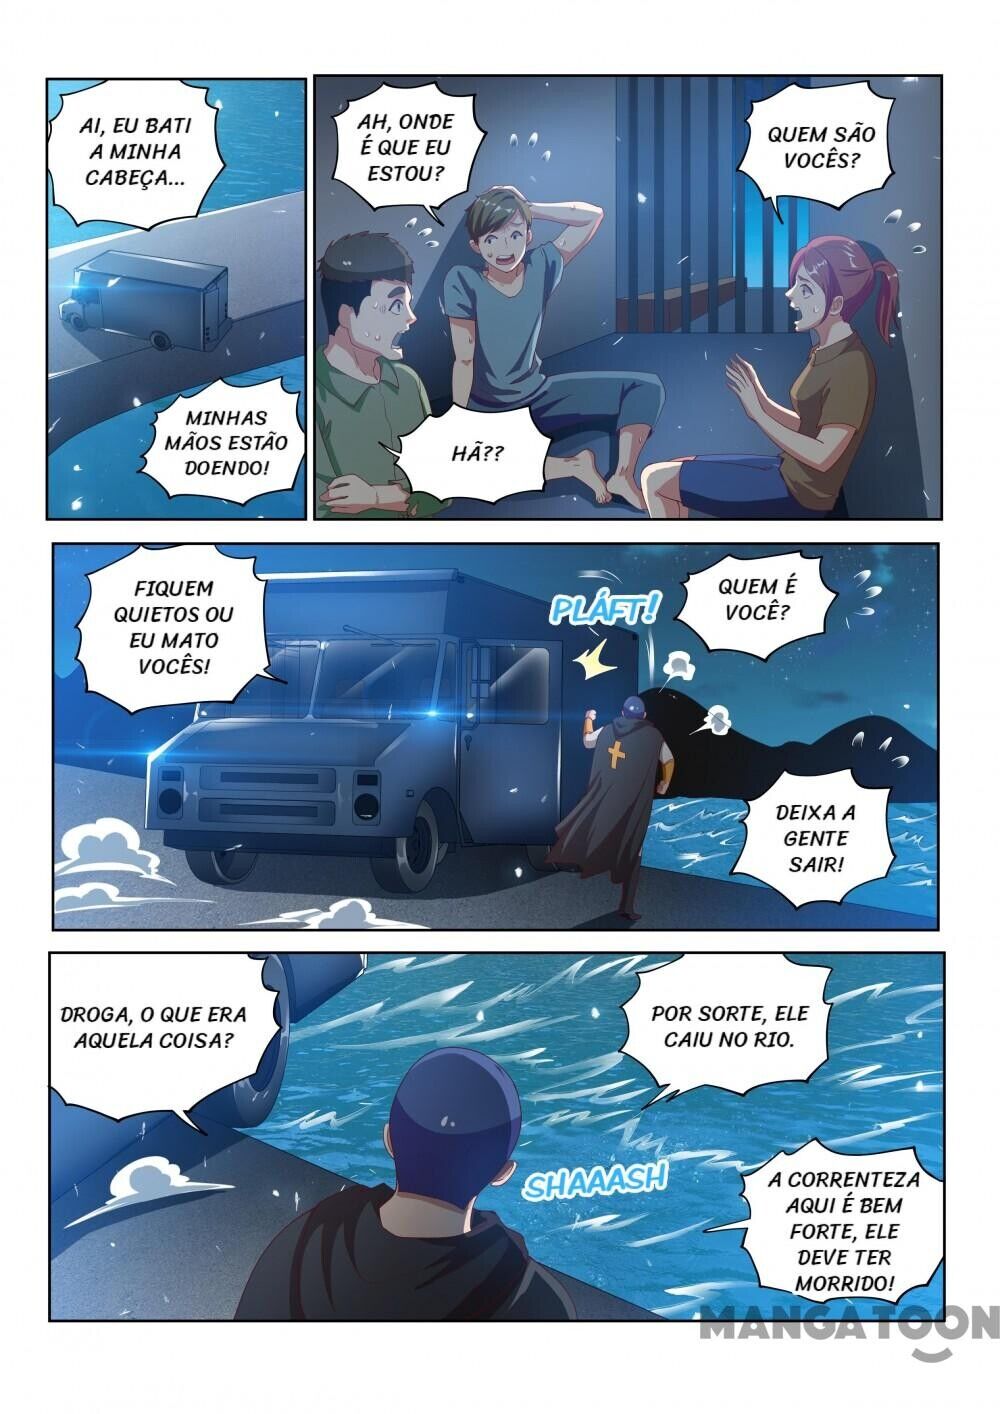 AI, EU BATI
A MINHA
CABEÇA...
MINHAS
MÃOS ESTÃO
DOENDO!
AH, ONDE
É QUE EU
ESTOU?
QUEM SÃO
VOCÊS?
HÃ??
FIQUEM
QUIETOS OU
EU MATO
VOCÊS!
PLÁFT!
QUEM É
VOCÊ?
DEIXA A
GENTE
SAIR!
DROGA, O QUE ERA
AQUELA COISA?
POR SORTE, ELE
CAIU NO RIO.
SHAAASH
A CORRENTEZA
AQUI É BEM
FORTE, ELE
DEVE TER
MORRIDO!
MANGATOON